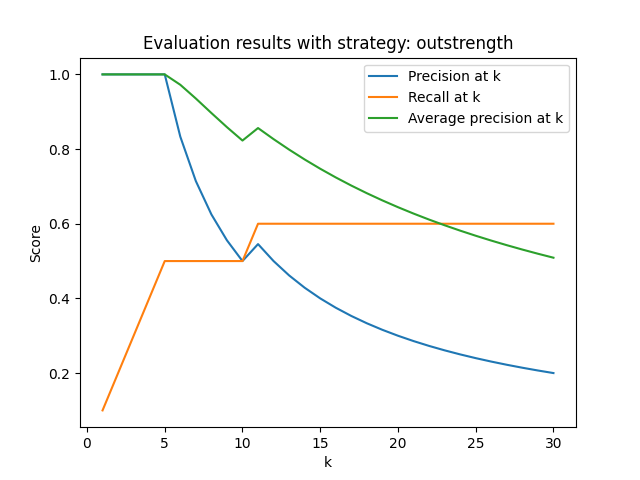 Evaluation results with strategy: outstrength
Precision at k
Recall at k
Average precision at k
Score
1.0
0.8
0.6
0.4
0.2
0 5 10 15 20 25 30
k